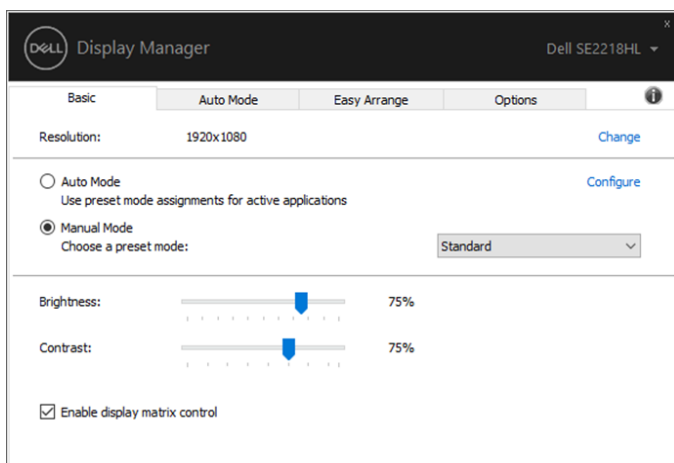 x
DELL Display Manager Dell SE2218HL
Basic Auto Mode Easy Arrange Options i
Resolution: 1920x1080 Change
Auto Mode Configure
Use preset mode assignments for active applications
Manual Mode
Choose a preset mode: Standard
Brightness: 75%
Contrast: 75%
Enable display matrix control